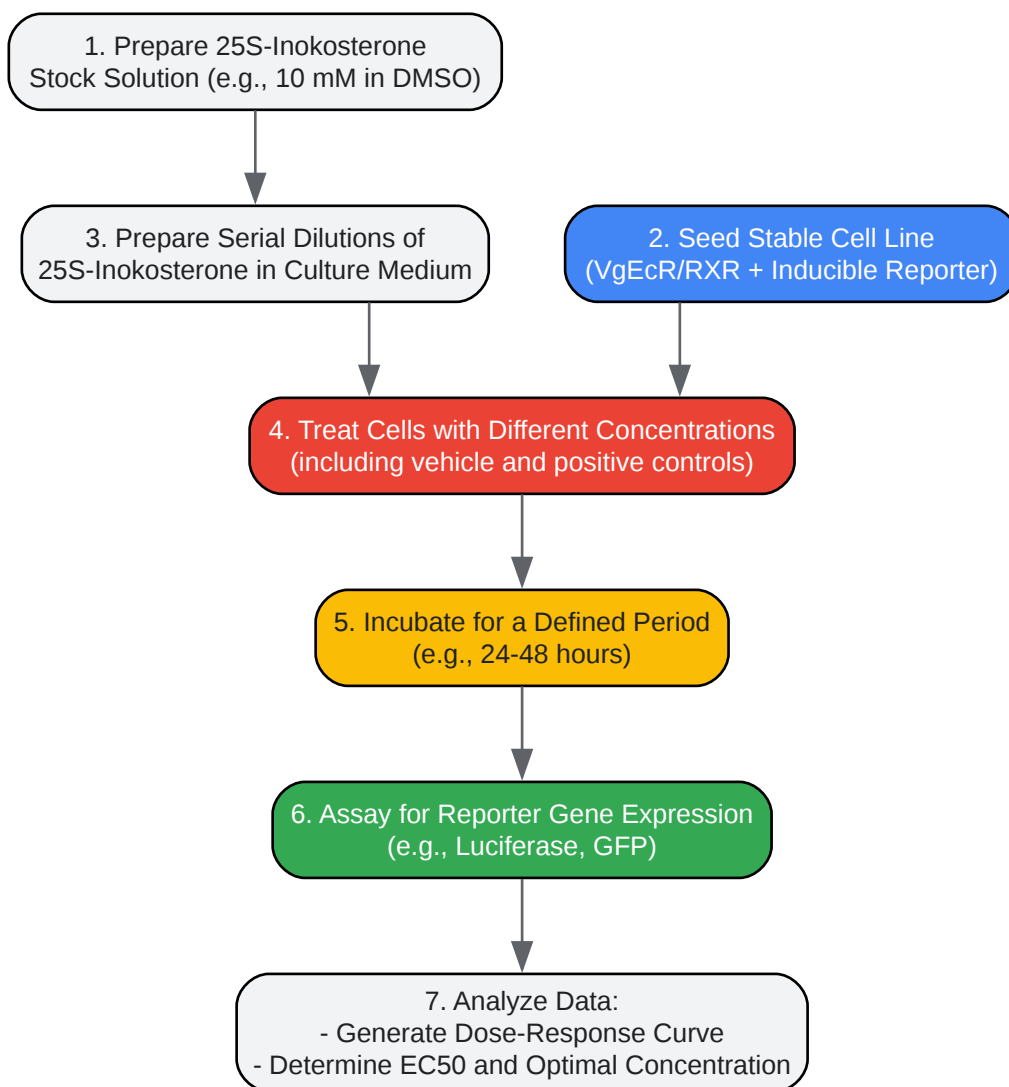 1. Prepare 25S-Inokosterone
Stock Solution (e.g., 10 mM in DMSO)
3. Prepare Serial Dilutions of
25S-Inokosterone in Culture Medium
2. Seed Stable Cell Line
(VgEcR/RXR + Inducible Reporter)
4. Treat Cells with Different Concentrations
(including vehicle and positive controls)
5. Incubate for a Defined Period
(e.g., 24-48 hours)
6. Assay for Reporter Gene Expression
(e.g., Luciferase, GFP)
7. Analyze Data:
- Generate Dose-Response Curve
- Determine EC50 and Optimal Concentration